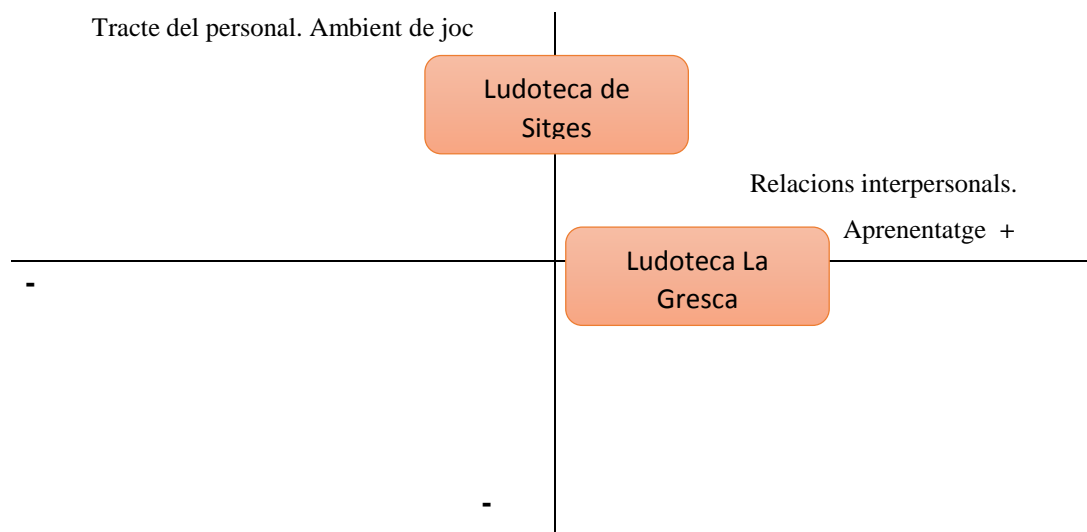 Tracte del personal. Ambient de joc
Ludoteca de
Sitges
Relacions interpersonals.
Aprenentatge +
Ludoteca La
Gresca
-
-